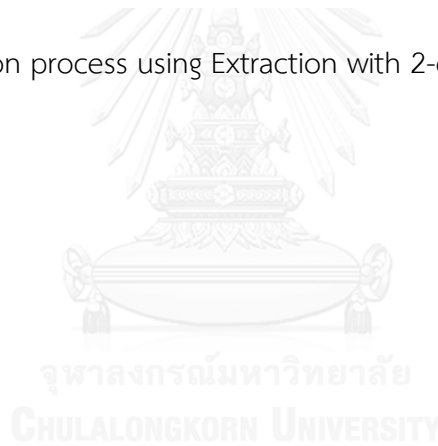 on process using Extraction with 2-
จุฬาลงกรณ์มหาวิทยาลัย
CHULALONGKORN UNIVERSITY